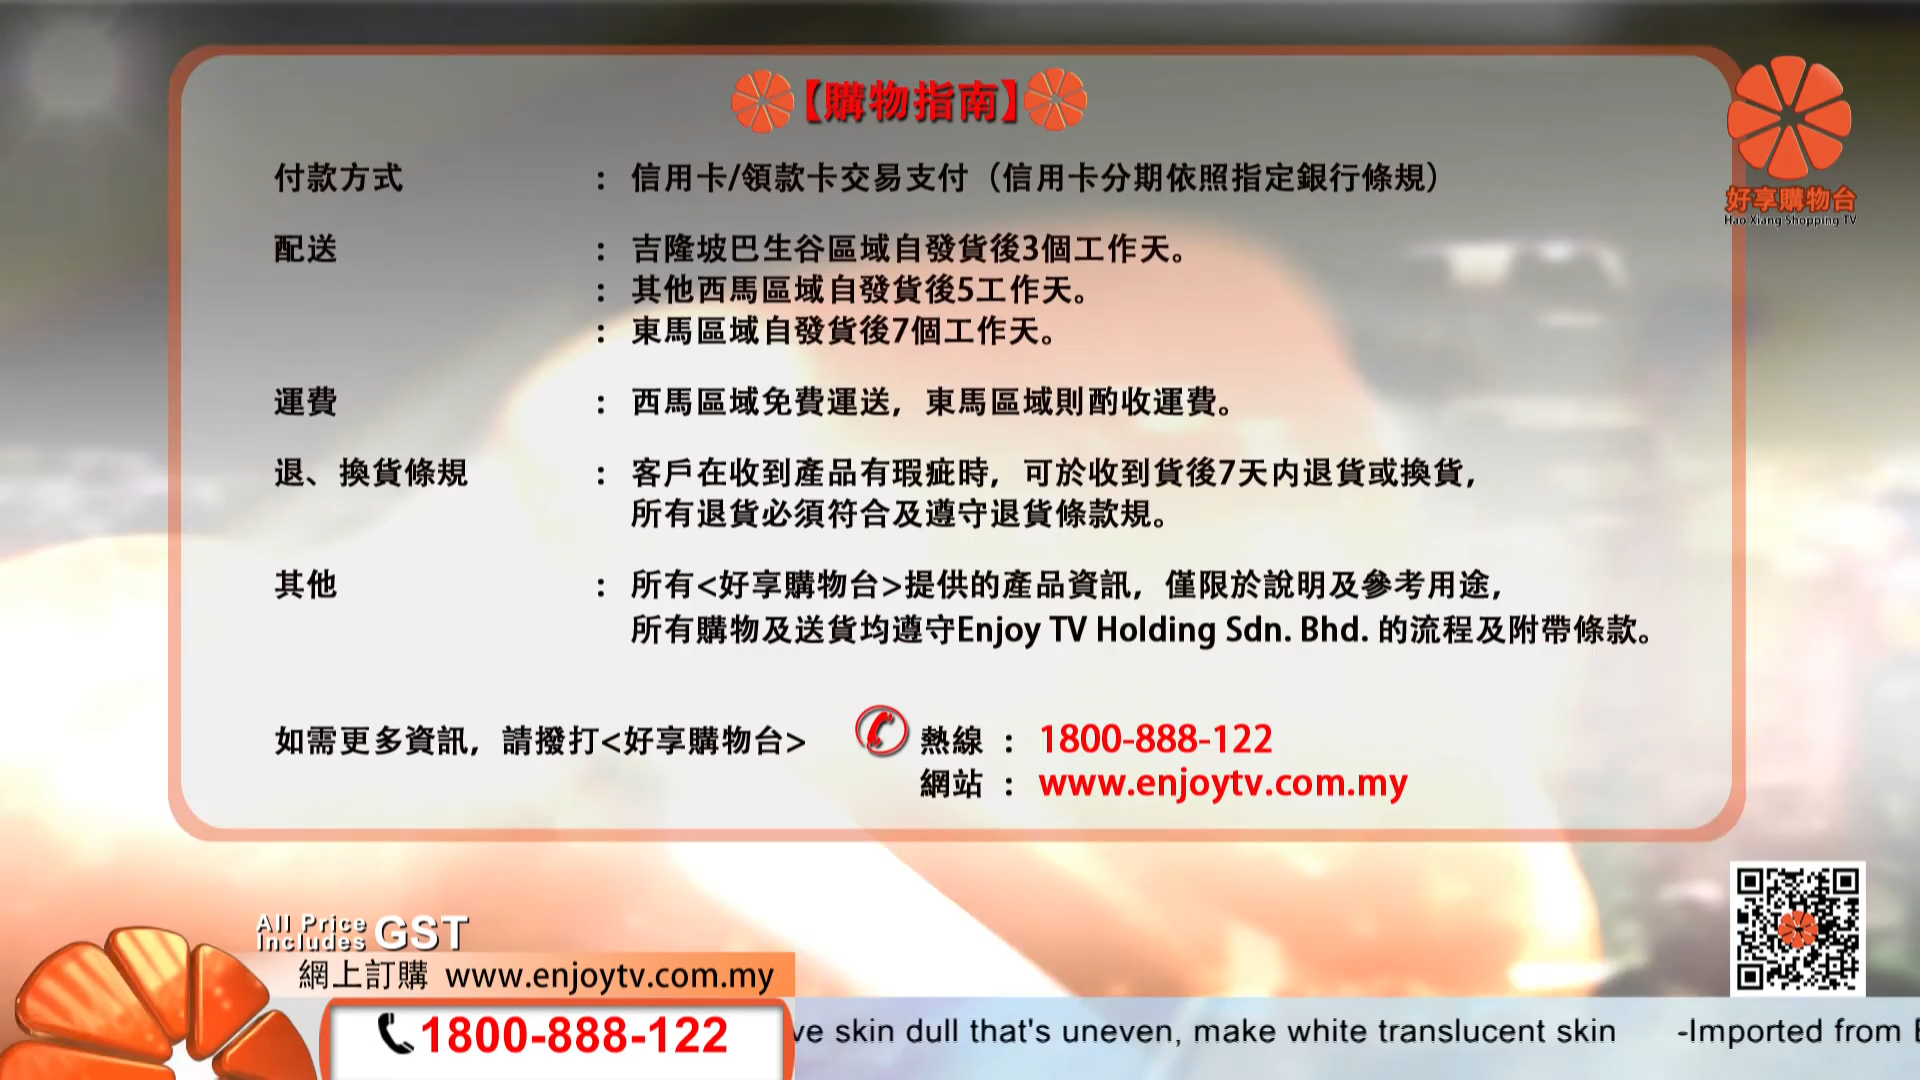 【購物指南】
付款方式 : 信用卡/領款卡交易支付（信用卡分期依照指定銀行條規）
配送 : 吉隆坡巴生谷區域自發貨後3個工作天。
: 其他西馬區域自發貨後5工作天。
: 東馬區域自發貨後7個工作天。
運費 : 西馬區域免費運送，東馬區域則酌收運費。
退、換貨條規 : 客戶在收到產品有瑕疵時，可於收到貨後7天内退貨或換貨，
所有退貨必須符合及遵守退貨條款規。
其他 : 所有<好享購物台>提供的產品資訊，僅限於說明及參考用途，
所有購物及送貨均遵守Enjoy TV Holding Sdn. Bhd. 的流程及附帶條款。
如需更多資訊，請撥打<好享購物台> 熱線 : 1800-888-122
網站 : www.enjoytv.com.my
好享購物台
Hao Xiang Shopping TV
All Price
Includes GST
網上訂購 www.enjoytv.com.my
1800-888-122
skin dull that's uneven, make white translucent skin -Imported from